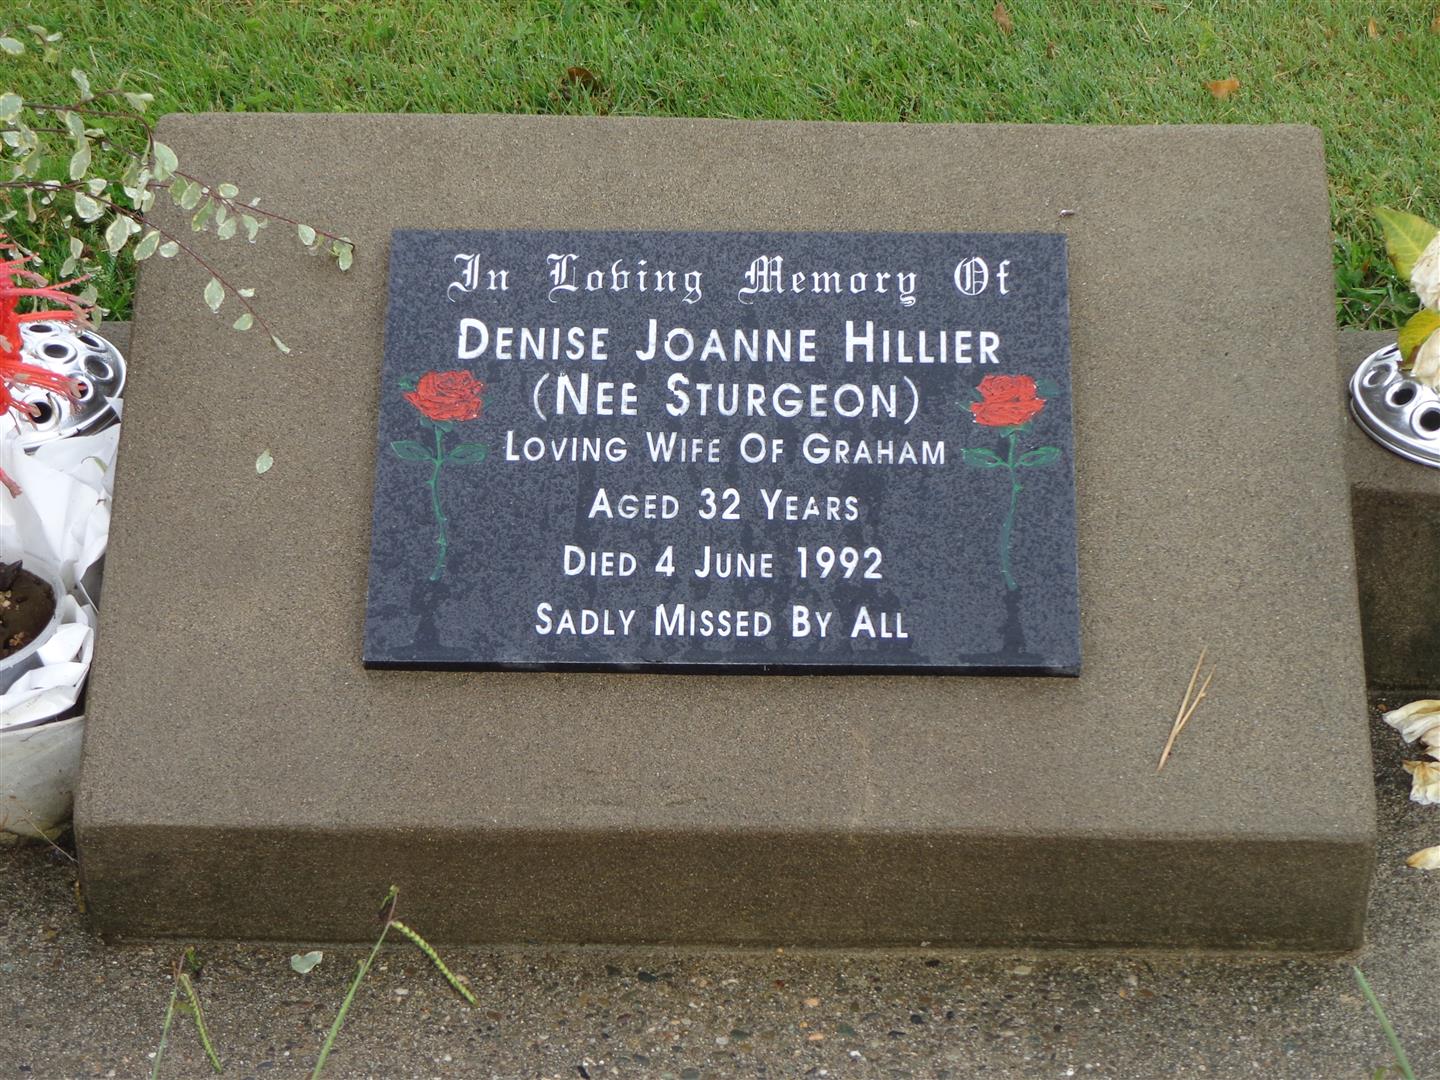 In Loving Memory Of
DENISE JOANNE HILLIER
(NEE STURGEON)
LOVING WIFE OF GRAHAM
AGED 32 YEARS
DIED 4 JUNE 1992
SADLY MISSED BY ALL